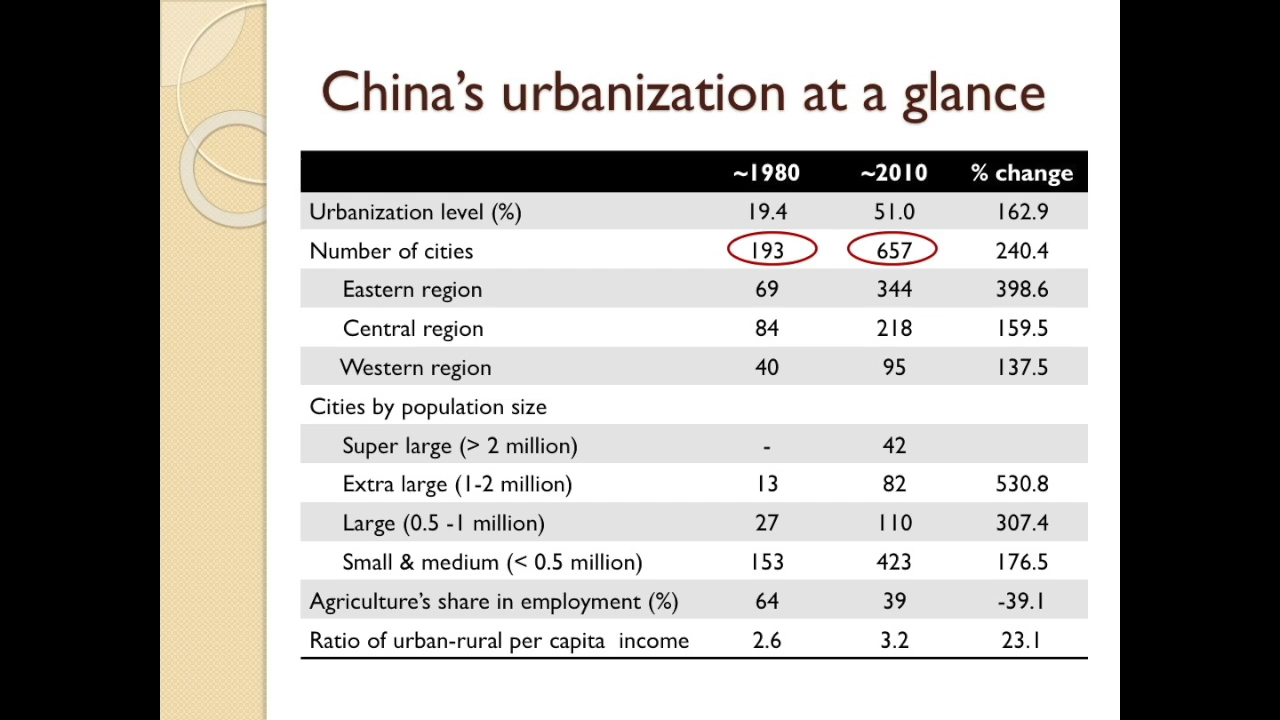 China's urbanization at a glance
~1980 ~2010 % change
Urbanization level (%) 19.4 51.0 162.9
Number of cities 193 657 240.4
Eastern region 69 344 398.6
Central region 84 218 159.5
Western region 40 95 137.5
Cities by population size
Super large (> 2 million) - 42
Extra large (1-2 million) 13 82 530.8
Large (0.5 -1 million) 27 110 307.4
Small & medium (< 0.5 million) 153 423 176.5
Agriculture's share in employment (%) 64 39 -39.1
Ratio of urban-rural per capita income 2.6 3.2 23.1